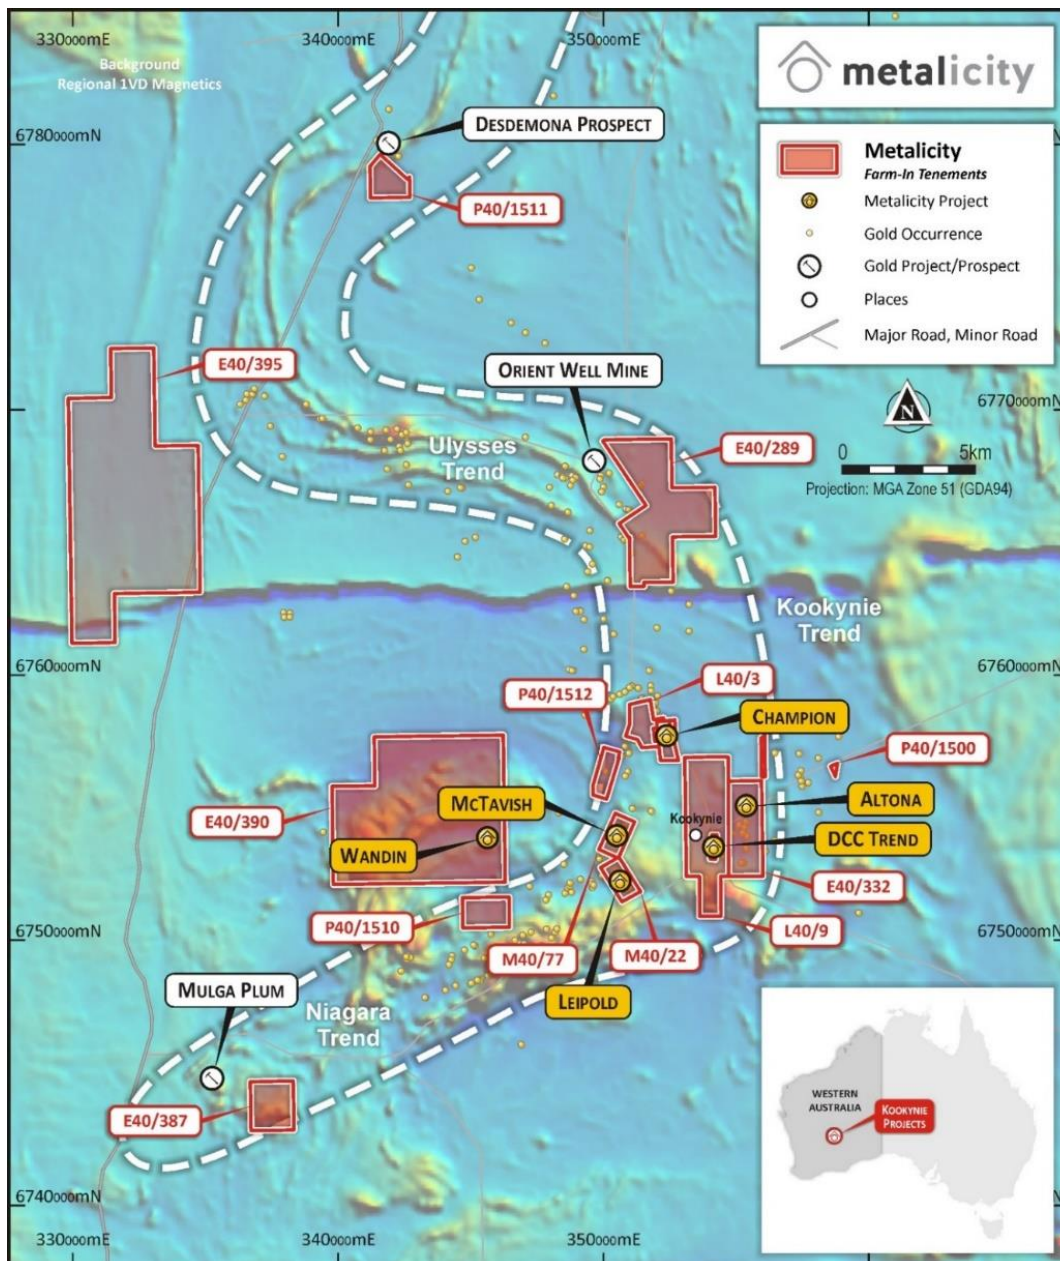 330000mE
340000mE
350000mE
Background
Regional 1VD Magnetics
metalicity
6780000mN
DESDEMONA PROSPECT
P40/1511
Metalicity
Farm-In Tenements
Metalicity Project
Gold Occurrence
Gold Project/Prospect
Places
Major Road, Minor Road
E40/395
ORIENT WELL MINE
6770000mN
N
Ulysses
Trend
E40/289
0
5km
Projection: MGA Zone 51 (GDA94)
Kookynie
Trend
6760000mN
6760000mN
P40/1512
L40/3
CHAMPION
P40/1500
E40/390
MCTAVISH
WANDIN
Kookynie
ALTONA
DCC TREND
E40/332
P40/1510
L40/9
6750000mN
6750000mN
M40/77
M40/22
LEIPOLD
MULGA PLUM
Niagara
Trend
E40/387
WESTERN
AUSTRALIA
KOOKYNIE
PROJECTS
6740000mN
330000mE
340000mE
350000mE